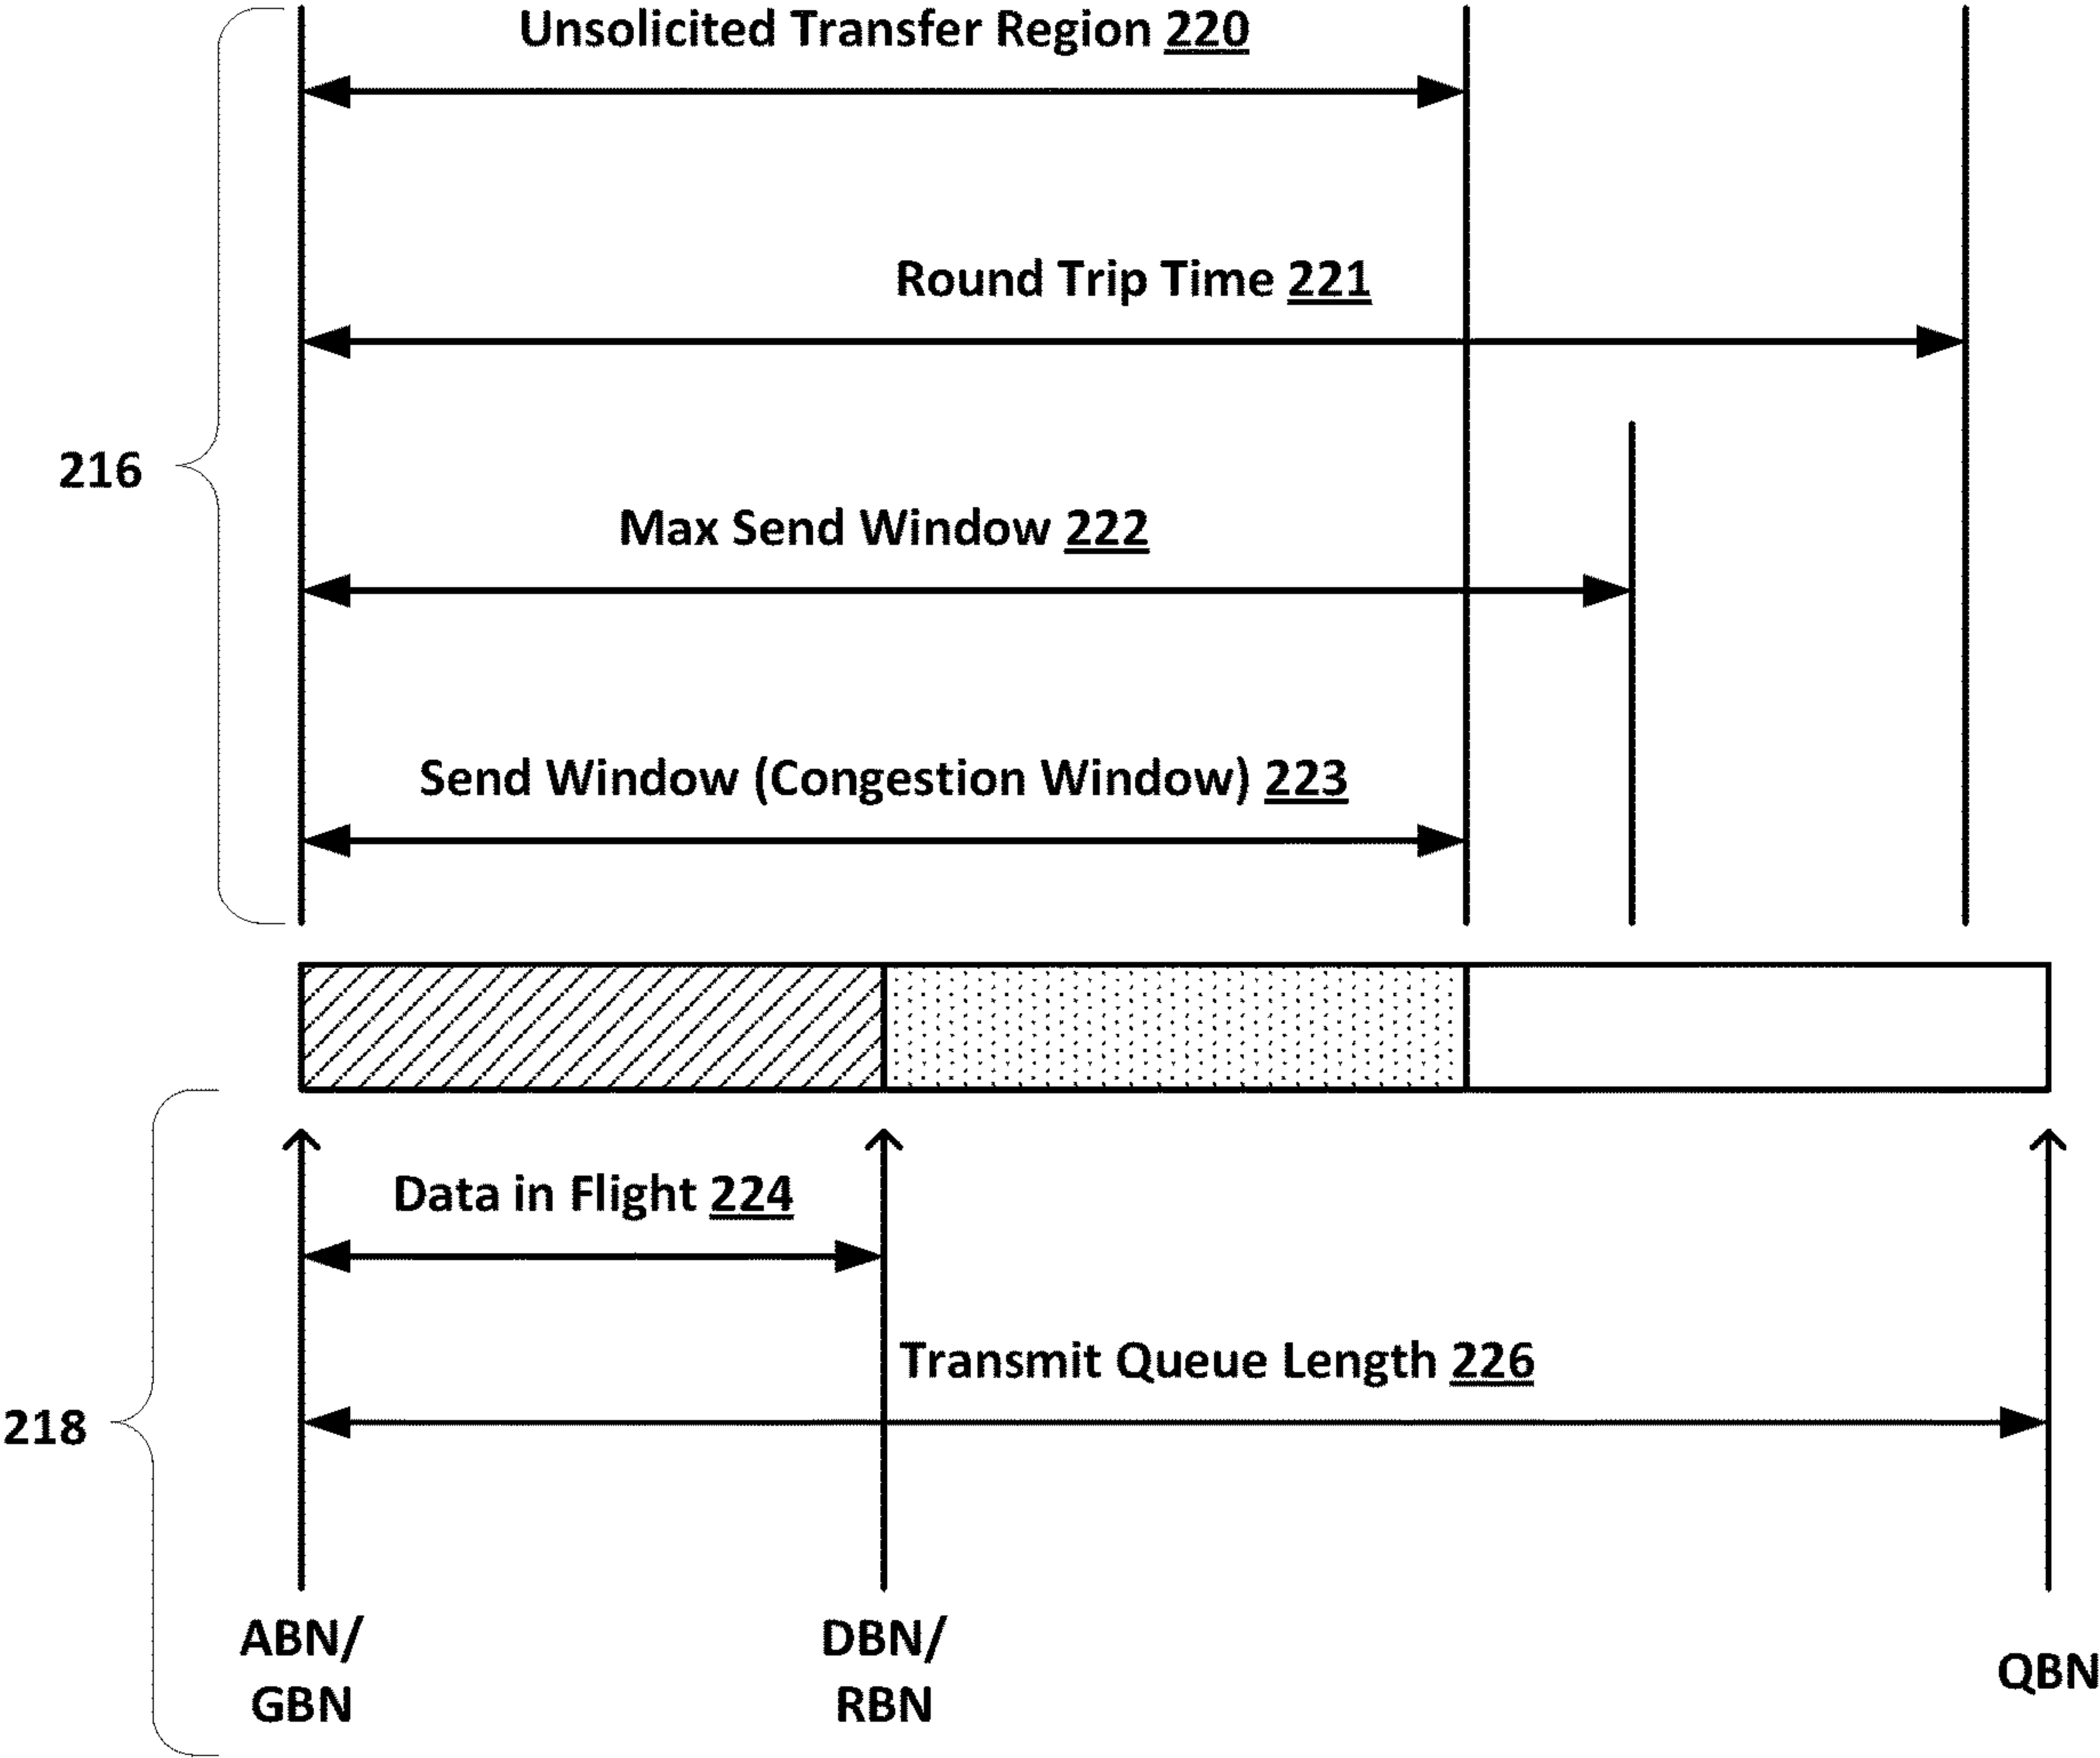 Unsolicited Transfer Region 220
Round Trip Time 221
216
Max Send Window 222
Send Window (Congestion Window) 223
Data in Flight 224
Transmit Queue Length 226
218
ABN/
GBN
DBN/
RBN
QBN